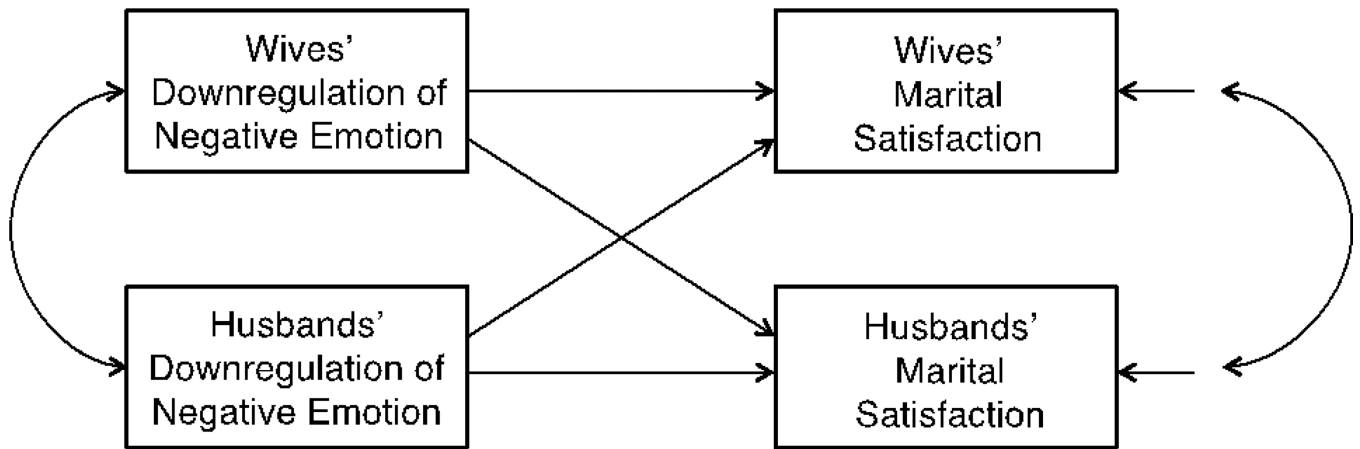 Wives’
Downregulation of
Negative Emotion
Wives’
Marital
Satisfaction
Husbands’
Downregulation of
Negative Emotion
Husbands’
Marital
Satisfaction